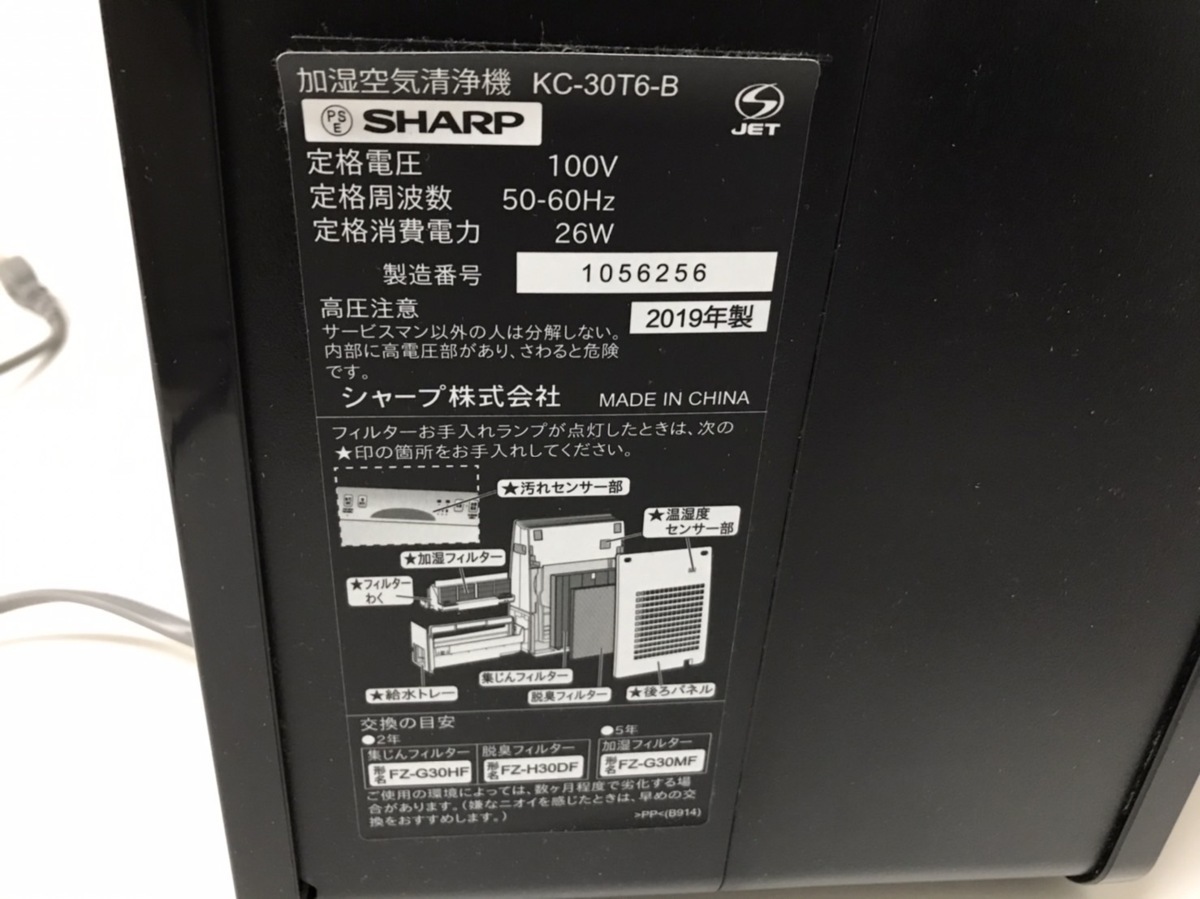 加湿空気清浄機 KC-30T6-B
PS
E
SHARP
JET
定格電圧 100V
定格周波数 50-60Hz
定格消費電力 26W
製造番号 1056256
高圧注意
2019年製
サービスマン以外の人は分解しない。
内部に高電圧部があり、さわると危険
です。
シャープ株式会社 MADE IN CHINA
フィルターお手入れランプが点灯したときは、次の
★印の箇所をお手入れしてください。
★汚れセンサー部
★温湿度
センサー部
★加湿フィルター
★フィルター
わく
集じんフィルター
脱臭フィルター
★給水トレー
★後ろパネル
交換の目安
●2年
●5年
集じんフィルター 脱臭フィルター 加湿フィルター
形名 FZ-G30HF 形名 FZ-H30DF 形名 FZ-G30MF
ご使用の環境によっては、数ヶ月程度で劣化する場
合があります。（嫌なニオイを感じたときは、早めの交
換をおすすめします。）
>PP<(B914)